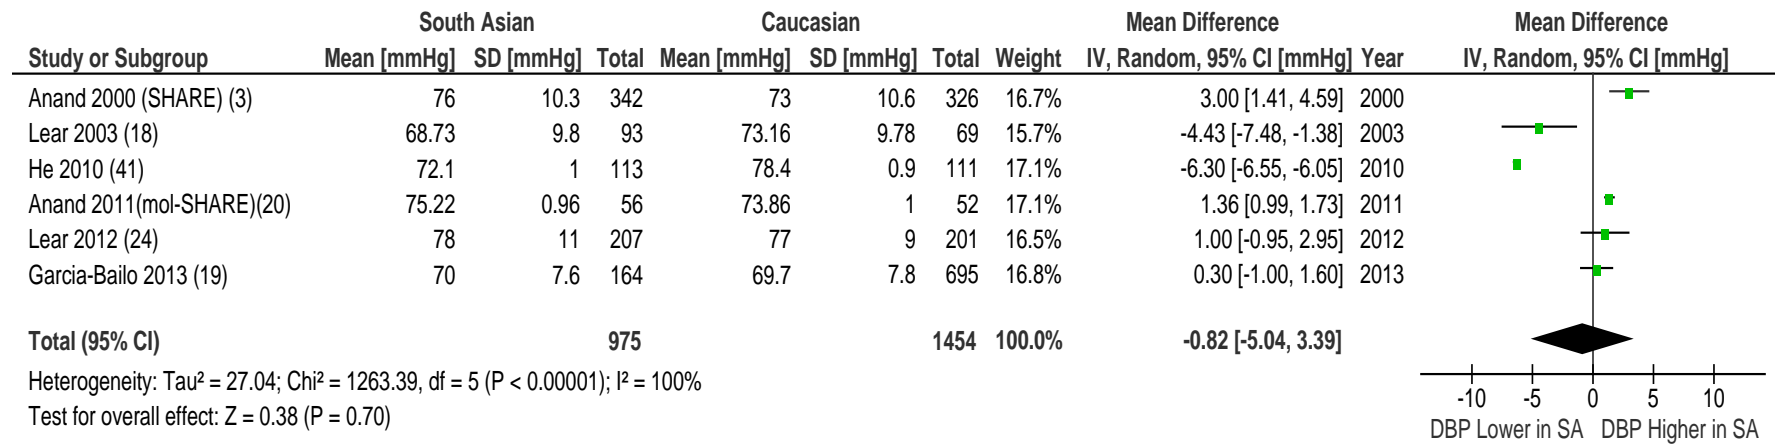 South Asian Caucasian Mean Difference Mean Difference
Study or Subgroup Mean [mmHg] SD [mmHg] Total Mean [mmHg] SD [mmHg] Total Weight IV, Random, 95% CI [mmHg] Year IV, Random, 95% CI [mmHg]
Anand 2000 (SHARE) (3) 76 10.3 342 73 10.6 326 16.7% 3.00 [1.41, 4.59] 2000
Lear 2003 (18) 68.73 9.8 93 73.16 9.78 69 15.7% -4.43 [-7.48, -1.38] 2003
He 2010 (41) 72.1 1 113 78.4 0.9 111 17.1% -6.30 [-6.55, -6.05] 2010
Anand 2011(mol-SHARE)(20) 75.22 0.96 56 73.86 1 52 17.1% 1.36 [0.99, 1.73] 2011
Lear 2012 (24) 78 11 207 77 9 201 16.5% 1.00 [-0.95, 2.95] 2012
Garcia-Bailo 2013 (19) 70 7.6 164 69.7 7.8 695 16.8% 0.30 [-1.00, 1.60] 2013
Total (95% CI) 975 1454 100.0% -0.82 [-5.04, 3.39]
Heterogeneity: Tau² = 27.04; Chi² = 1263.39, df = 5 (P < 0.00001); I² = 100%
Test for overall effect: Z = 0.38 (P = 0.70)
-10 -5 0 5 10
DBP Lower in SA DBP Higher in SA